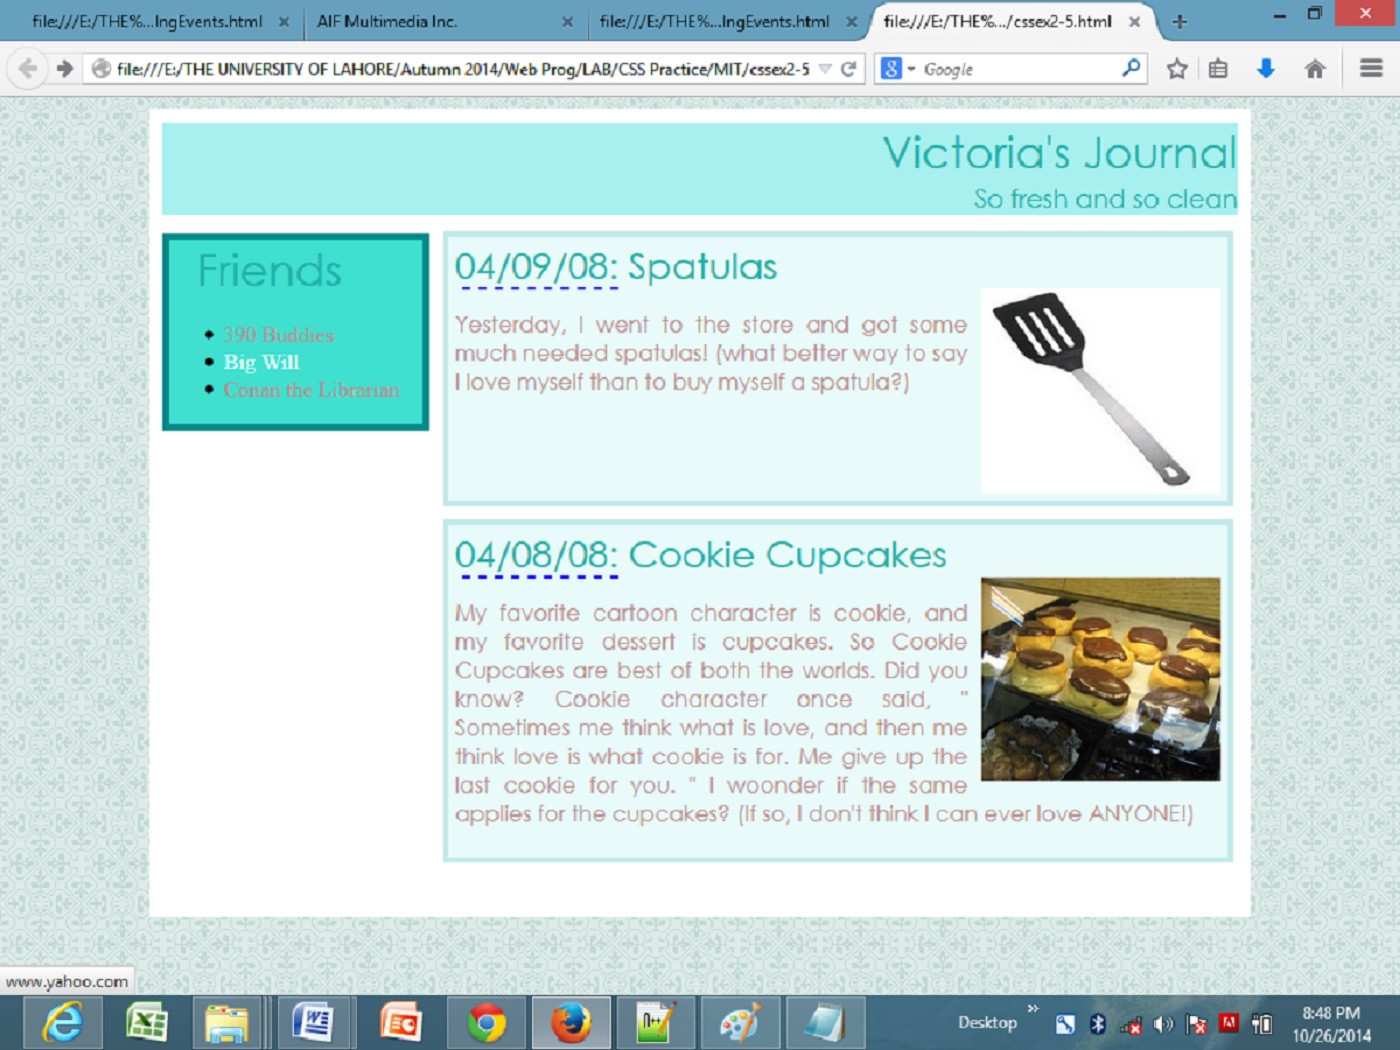 file:///E:/THE%...IngEvents.html
AIF Multimedia Inc.
file:///E:/THE%...IngEvents.html
file:///E:/THE%.../cssex2-5.html
file:///E:/THE UNIVERSITY OF LAHORE/Autumn 2014/Web Prog/LAB/CSS Practice/MIT/cssex2-5
Google
Victoria's Journal
So fresh and so clean
Friends
390 Buddies
Big Will
Conan the Librarian
04/09/08: Spatulas
Yesterday, I went to the store and got some
much needed spatulas! (what better way to say
I love myself than to buy myself a spatula?)
04/08/08: Cookie Cupcakes
My favorite cartoon character is cookie, and
my favorite dessert is cupcakes. So Cookie
Cupcakes are best of both the worlds. Did you
know? Cookie character once said, "
Sometimes me think what is love, and then me
think love is what cookie is for. Me give up the
last cookie for you. " I woonder if the same
applies for the cupcakes? (If so, I don't think I can ever love ANYONE!)
www.yahoo.com
Desktop
8:48 PM
10/26/2014